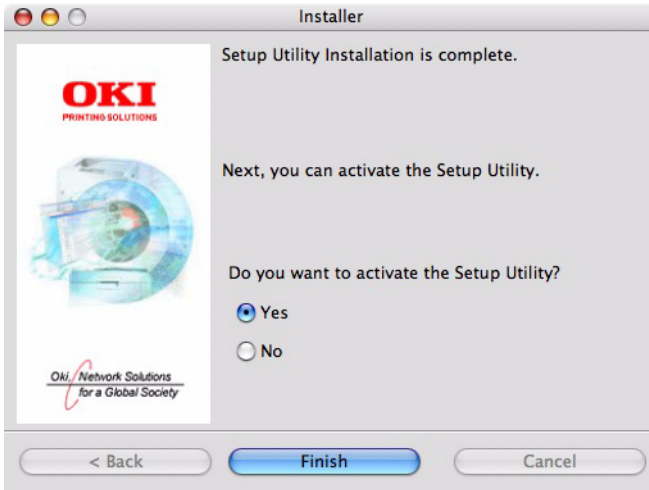 Installer
Setup Utility Installation is complete.
OKI
PRINTING SOLUTIONS
Next, you can activate the Setup Utility.
Do you want to activate the Setup Utility?
Yes
No
Oki, Network Solutions
for a Global Society
< Back
Finish
Cancel